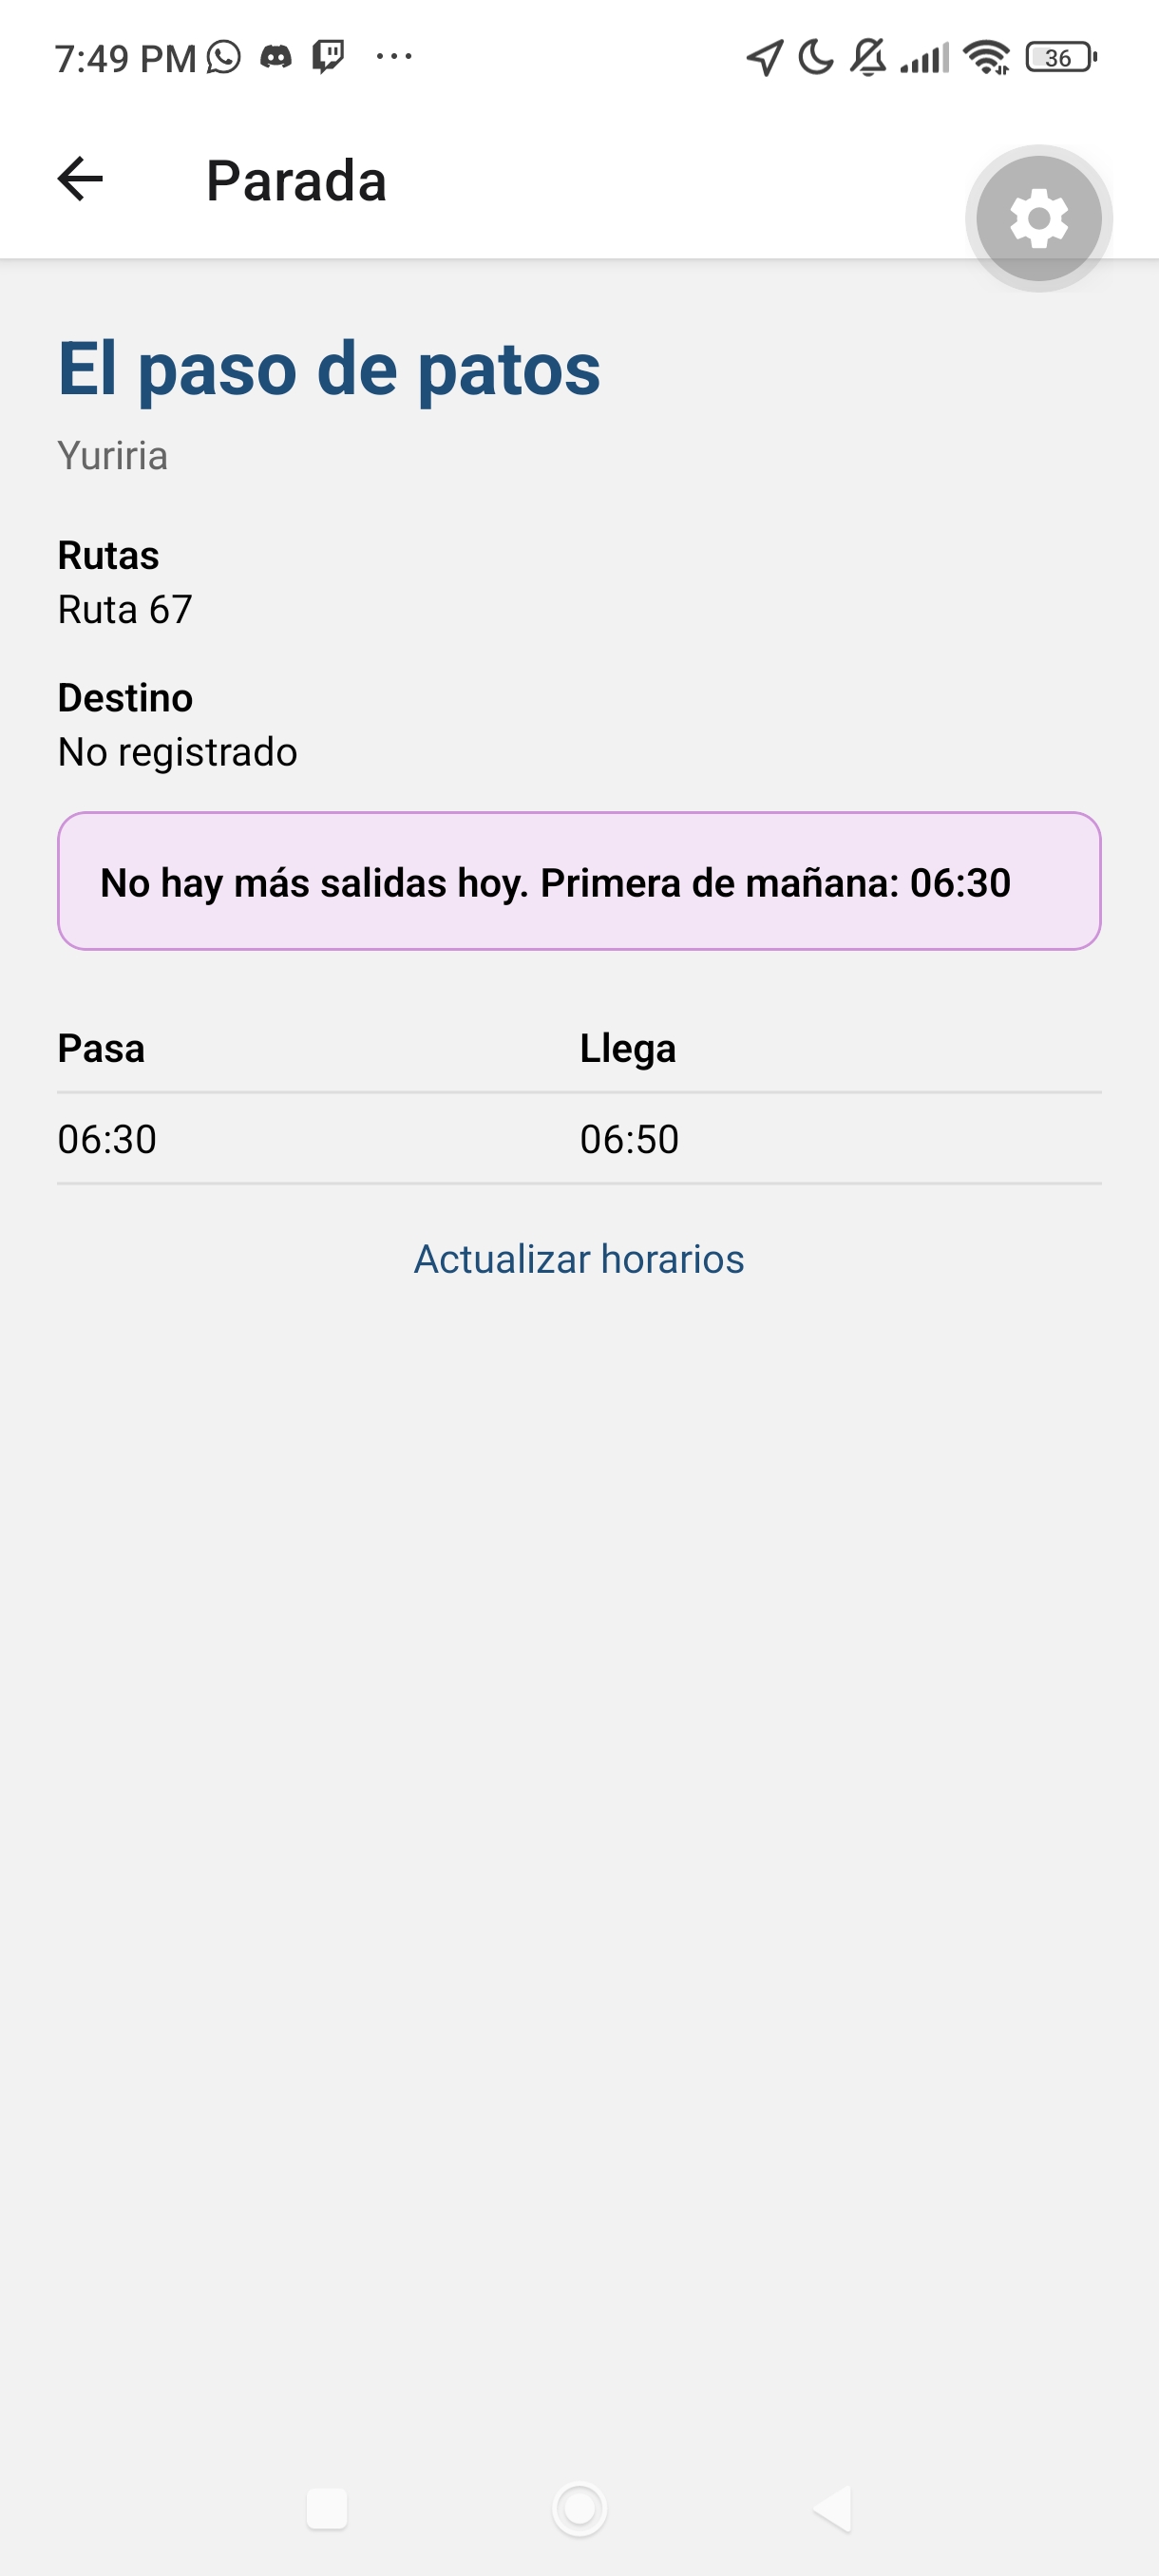 7:49 PM
36
Parada
El paso de patos
Yuriria
Rutas
Ruta 67
Destino
No registrado
No hay más salidas hoy. Primera de mañana: 06:30
Pasa Llega
06:30 06:50
Actualizar horarios